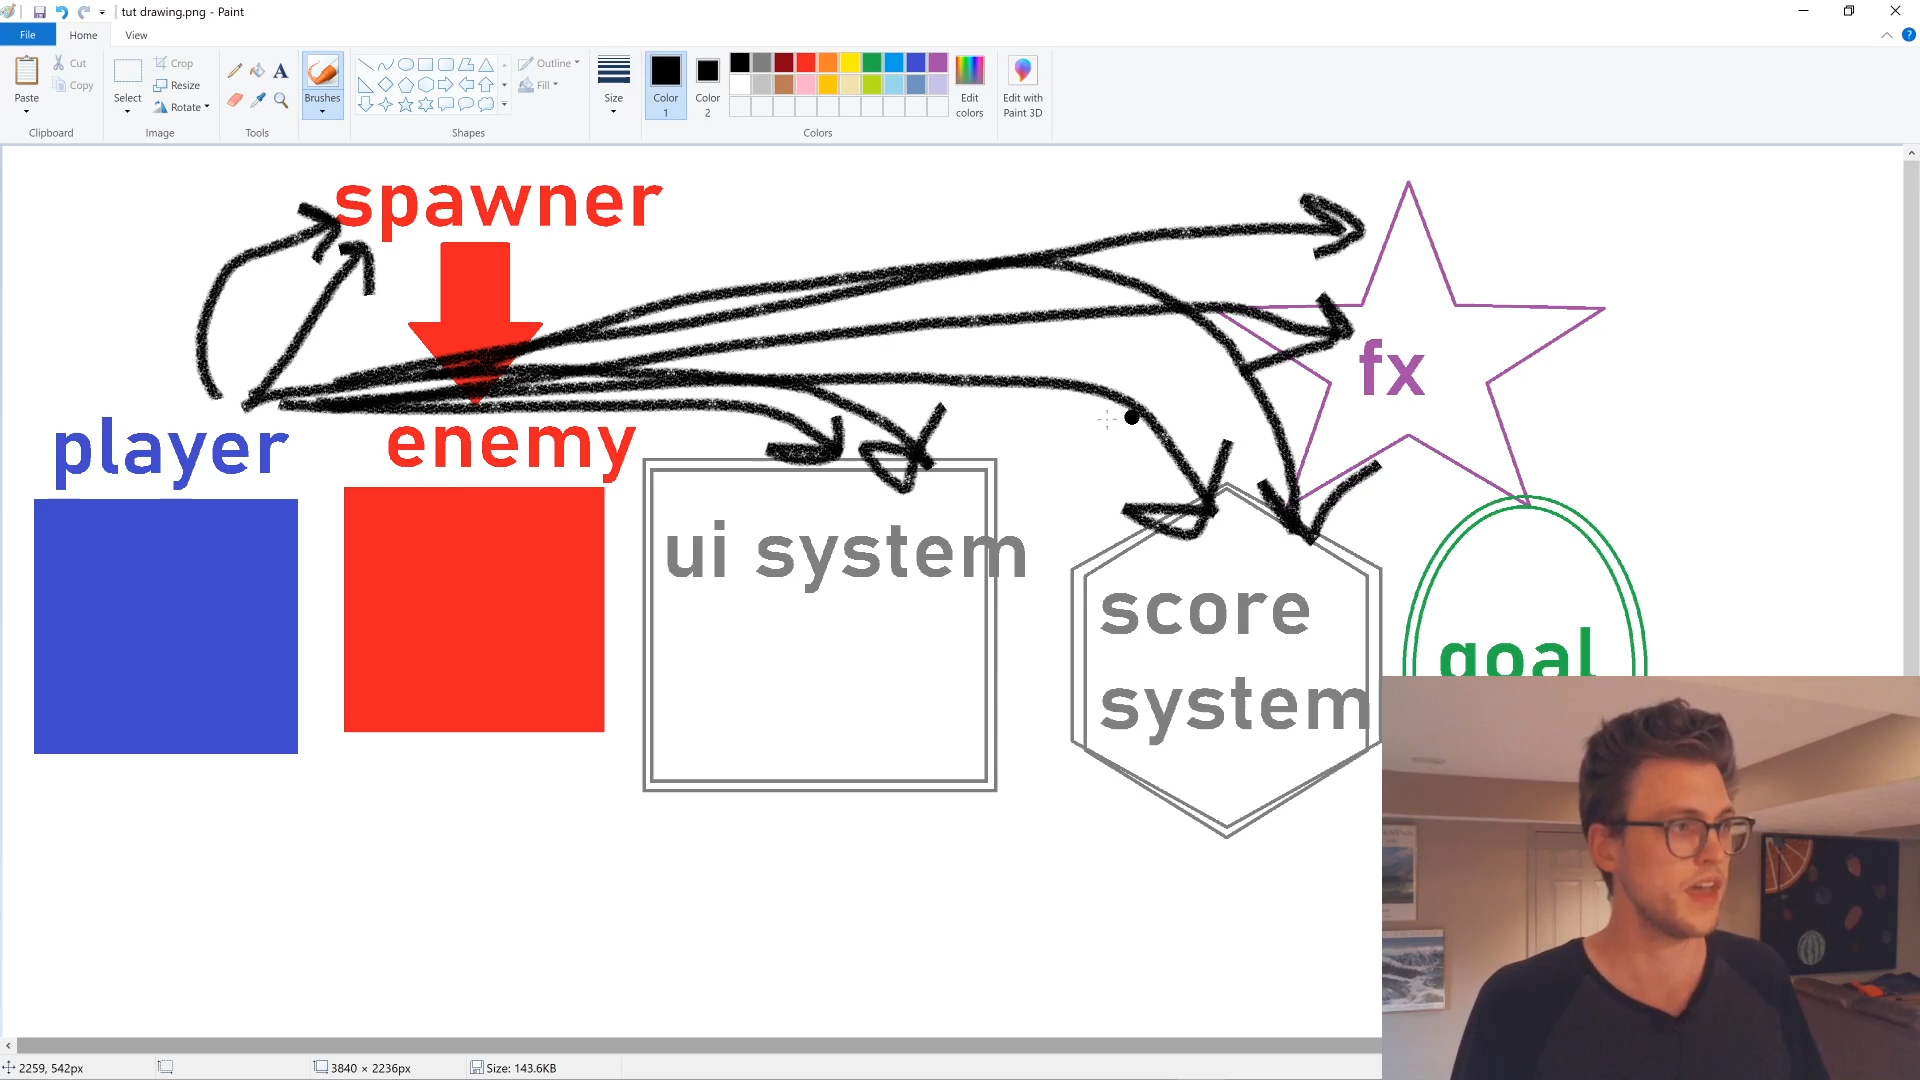 tut drawing.png - Paint
File
Home
View
Paste
Cut
Copy
Clipboard
Select
Crop
Resize
Rotate
Image
Tools
Brushes
Outline
Fill
Shapes
Size
Color
1
Color
2
Edit
colors
Colors
Edit with
Paint 3D
spawner
player
enemy
fx
ui system
score
system
goal
2259, 542px
3840 × 2236px
Size: 143.6KB